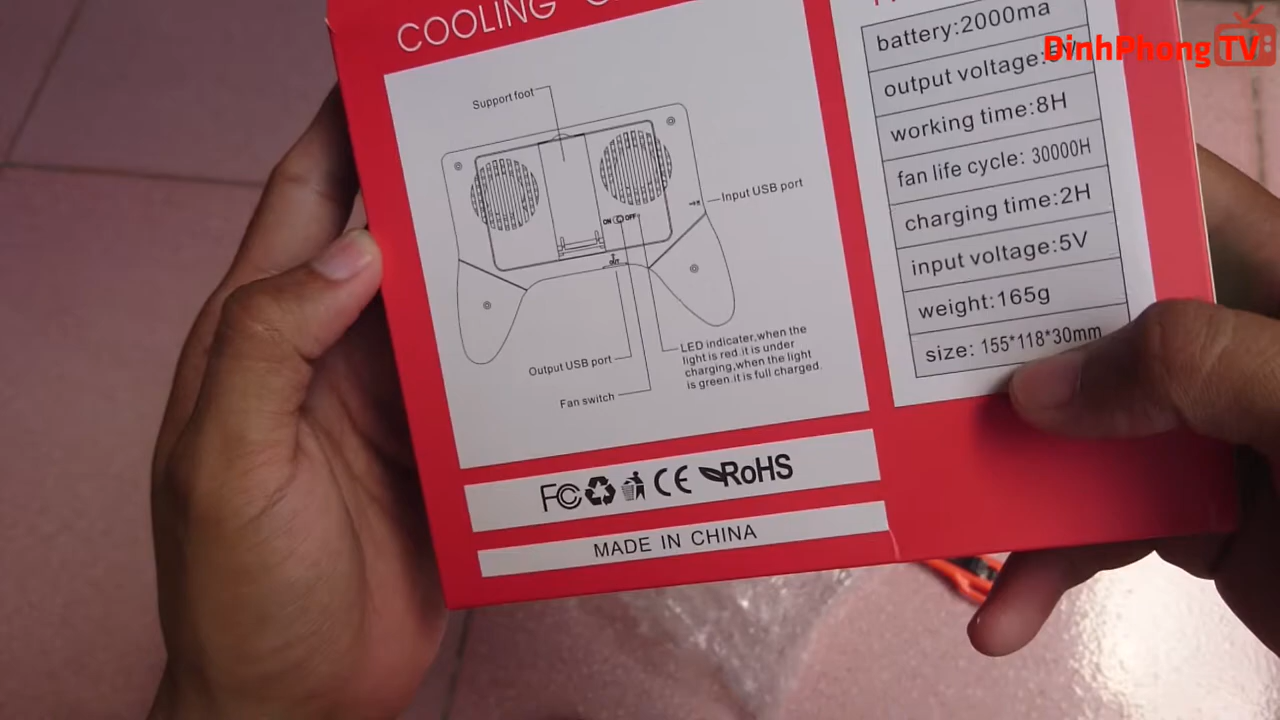 COOLING
Support foot
Input USB port
ON OFF
OUT
Output USB port
Fan switch
LED indicater,when the
light is red.it is under
charging,when the light
is green.it is full charged.
FC CE RoHS
MADE IN CHINA
battery:2000ma
output voltage:
working time:8H
fan life cycle: 30000H
charging time:2H
input voltage:5V
weight:165g
size: 155*118*30mm
DinhPhong TV